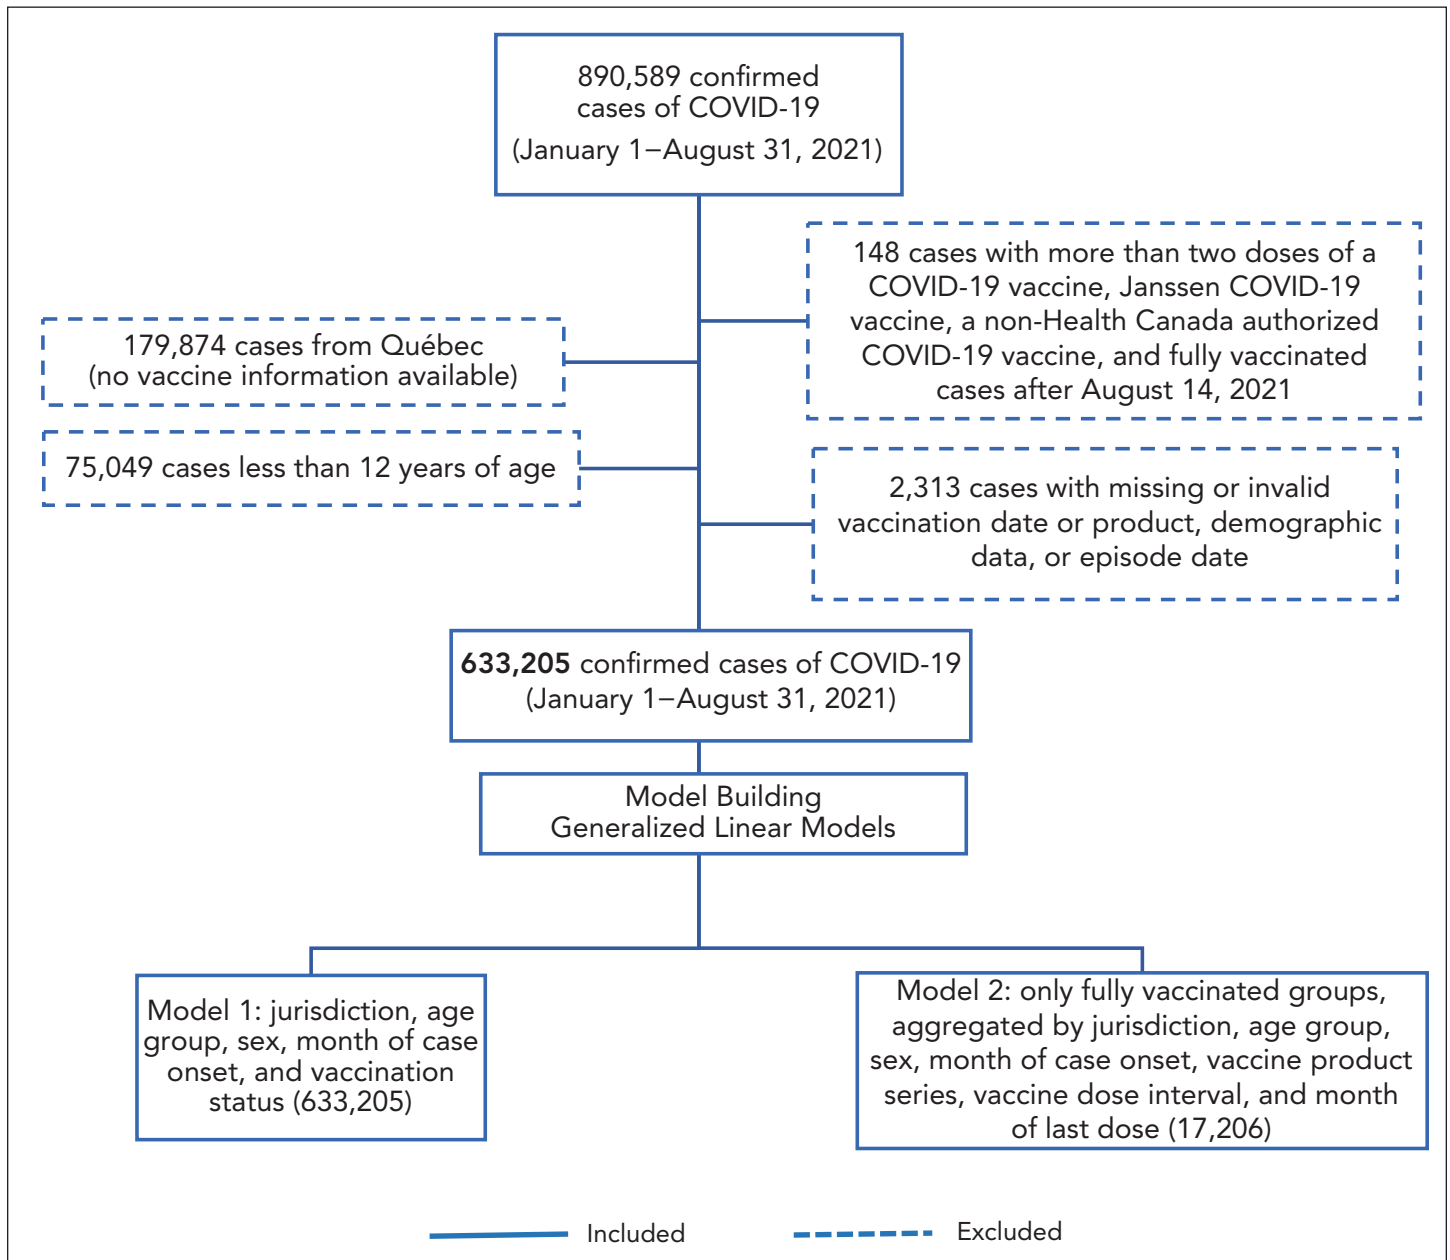 890,589 confirmed
cases of COVID-19
(January 1–August 31, 2021)
148 cases with more than two doses of a
COVID-19 vaccine, Janssen COVID-19
vaccine, a non-Health Canada authorized
COVID-19 vaccine, and fully vaccinated
cases after August 14, 2021
179,874 cases from Québec
(no vaccine information available)
75,049 cases less than 12 years of age
2,313 cases with missing or invalid
vaccination date or product, demographic
data, or episode date
633,205 confirmed cases of COVID-19
(January 1–August 31, 2021)
Model Building
Generalized Linear Models
Model 1: jurisdiction, age
group, sex, month of case
onset, and vaccination
status (633,205)
Model 2: only fully vaccinated groups,
aggregated by jurisdiction, age group,
sex, month of case onset, vaccine product
series, vaccine dose interval, and month
of last dose (17,206)
Included
Excluded